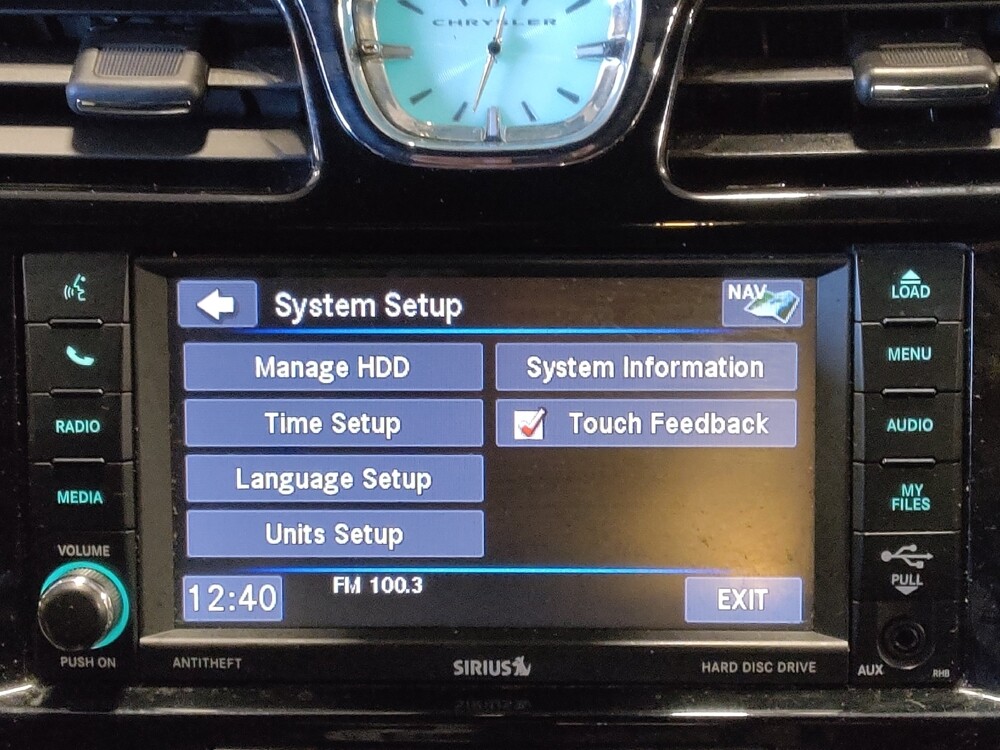 CHRYSLER
System Setup
NAV
Manage HDD
System Information
Time Setup
Touch Feedback
Language Setup
Units Setup
12:40
FM 100.3
EXIT
RADIO
MEDIA
VOLUME
PUSH ON
LOAD
MENU
AUDIO
MY
FILES
PULL
AUX
RHB
ANTITHEFT
SIRIUS
HARD DISC DRIVE